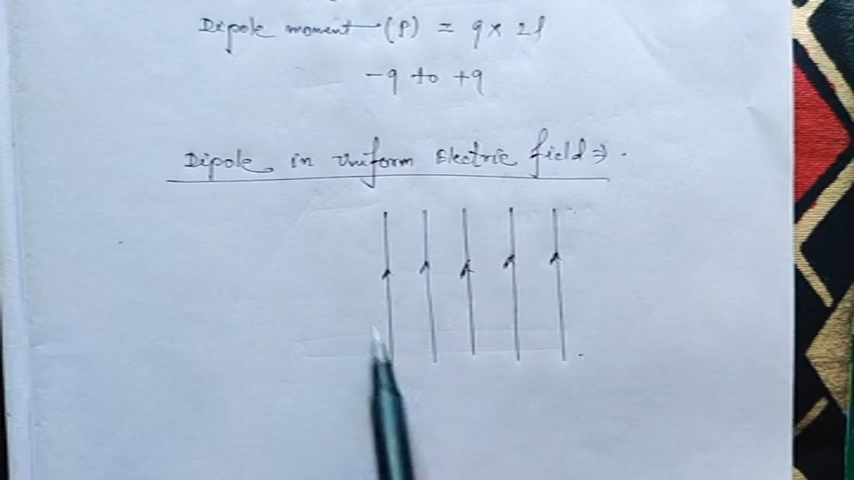 Dipole moment (P) = q × 2l
-q to +q
Dipole in Uniform Electric field ⇒